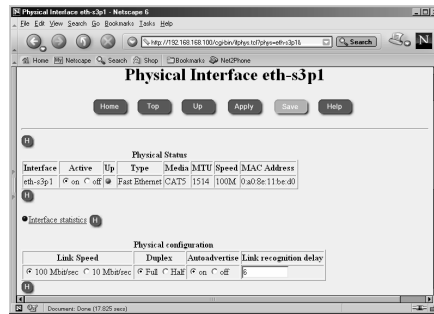 Physical Interface eth-s3p1 - Netscape 6
File Edit View Search Go Bookmarks Tasks Help
http://192.168.168.100/cgi-bin/itphys.tcl?phys=eth-s3p1& Search N
Home My Netscape Search Shop Bookmarks Net2Phone
Physical Interface eth-s3p1
Home Top Up Apply Save Help
H
Physical Status
Interface Active Up Type Media MTU Speed MAC Address
eth-s3p1 on off Fast Ethernet CAT5 1514 100M 0:a0:8e:11:be:d0
H
Interface statistics H
Physical configuration
Link Speed Duplex Autoadvertise Link recognition delay
100 Mbit/sec 10 Mbit/sec Full Half on off 6
H
Document: Done (17.825 secs)